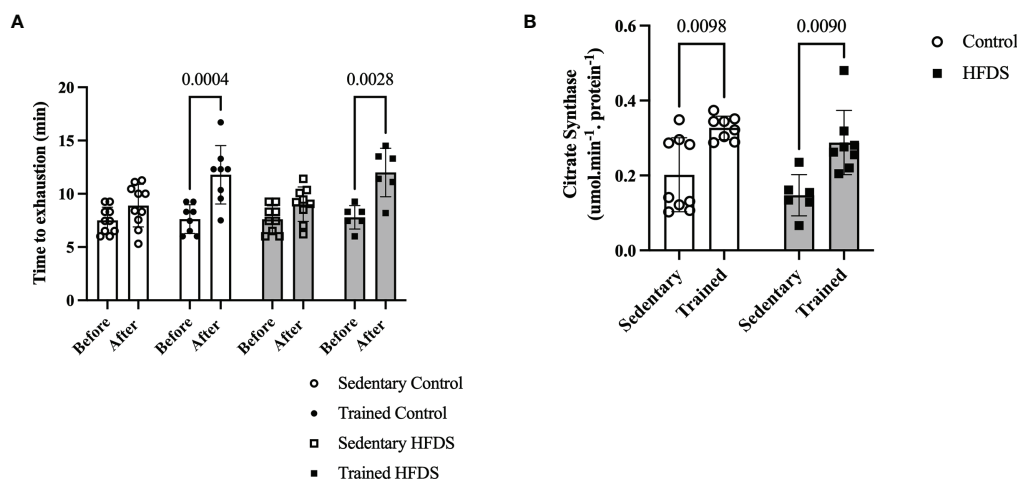 A
Time to exhaustion (min)
20
15
10
5
0
0.0004
0.0028
Before
After
Before
After
Before
After
Before
After
Sedentary Control
Trained Control
Sedentary HFDS
Trained HFDS
B
Citrate Synthase
(umol.min⁻¹. protein⁻¹)
0.6
0.4
0.2
0.0
0.0098
0.0090
Sedentary
Trained
Sedentary
Trained
Control
HFDS